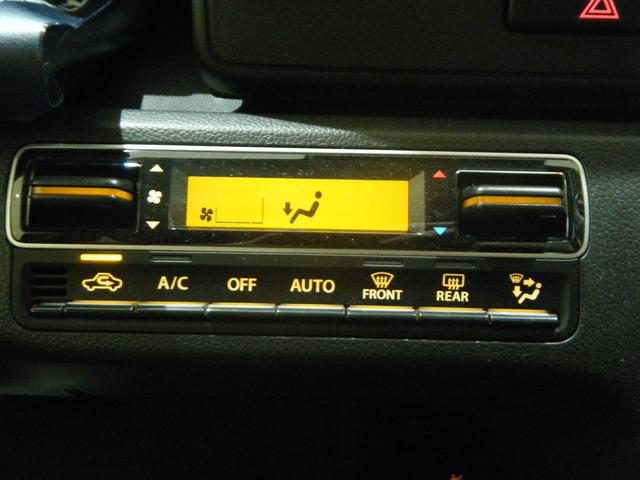 A/C OFF AUTO FRONT REAR